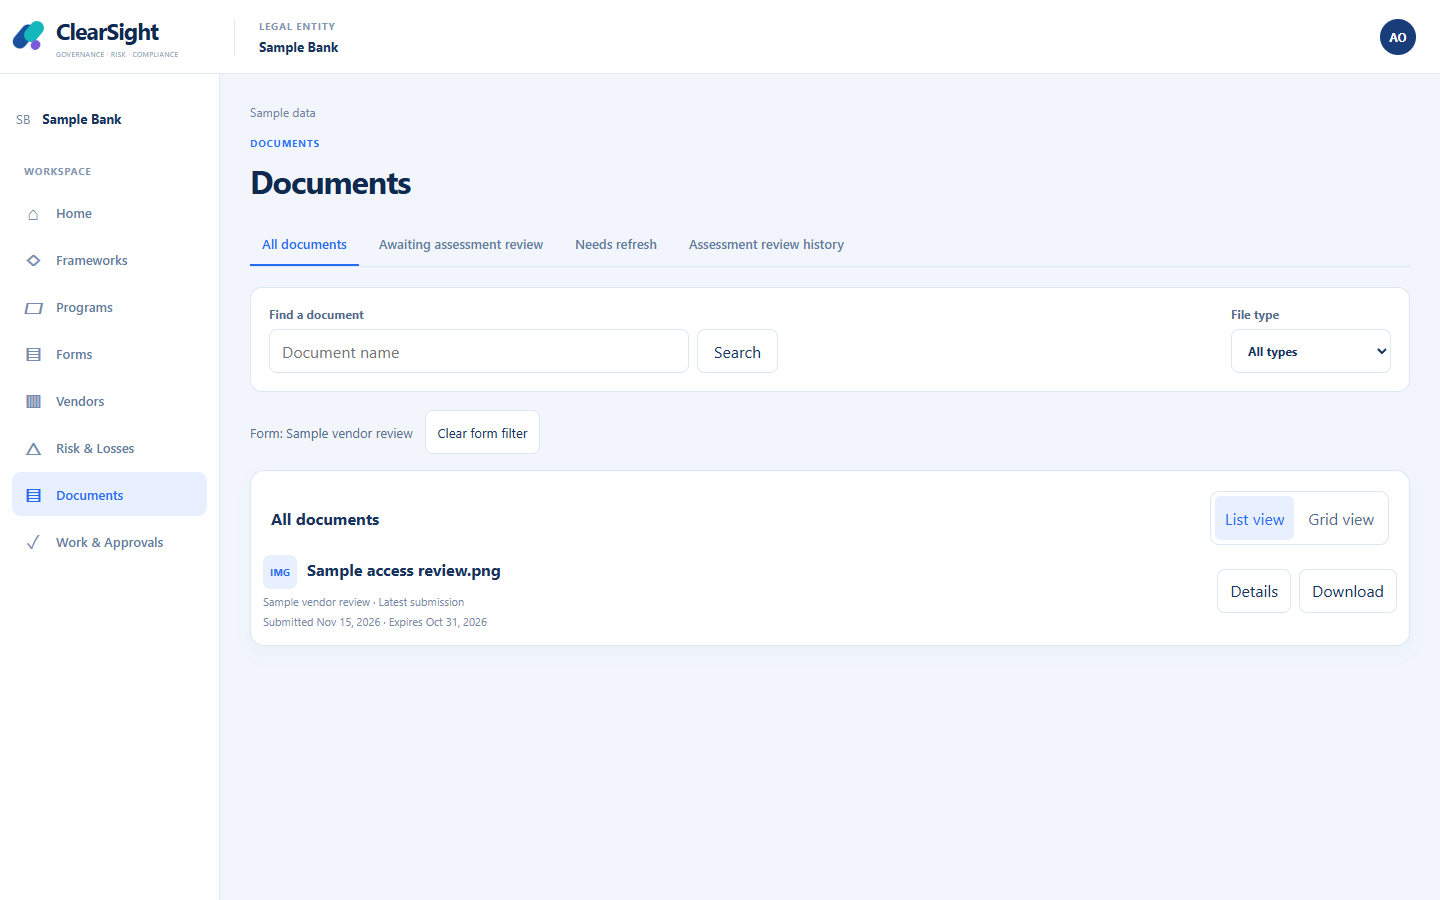 ClearSight
GOVERNANCE · RISK · COMPLIANCE
LEGAL ENTITY
Sample Bank
AO
SB Sample Bank
WORKSPACE
Home
Frameworks
Programs
Forms
Vendors
Risk & Losses
Documents
Work & Approvals
Sample data
DOCUMENTS
Documents
All documents
Awaiting assessment review
Needs refresh
Assessment review history
Find a document
Document name
Search
File type
All types
Form: Sample vendor review
Clear form filter
All documents
List view
Grid view
IMG Sample access review.png
Sample vendor review · Latest submission
Submitted Nov 15, 2026 · Expires Oct 31, 2026
Details
Download